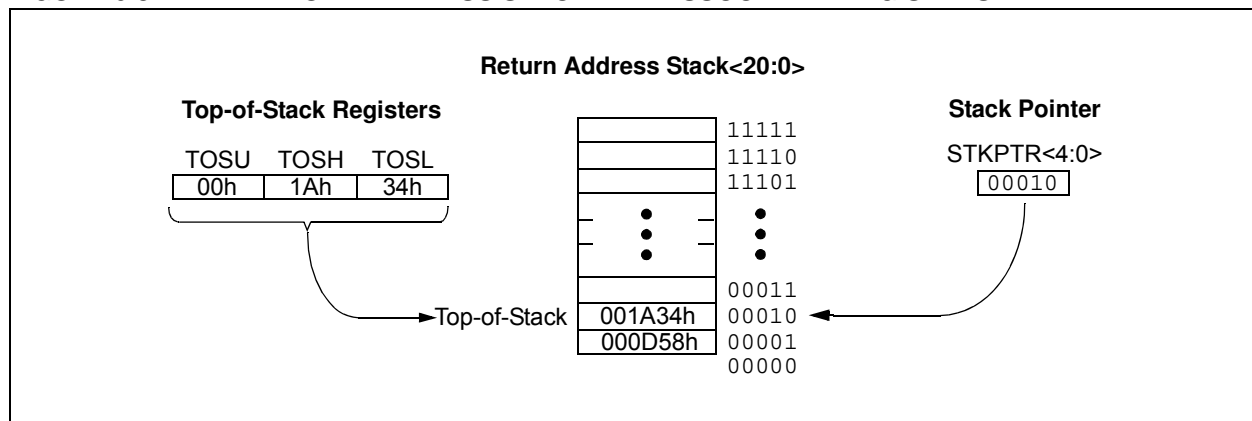 Return Address Stack<20:0>
Top-of-Stack Registers
Stack Pointer
TOSU TOSH TOSL
STKPTR<4:0>
00h 1Ah 34h
00010
11111
11110
11101
00011
Top-of-Stack 001A34h 00010
000D58h 00001
00000